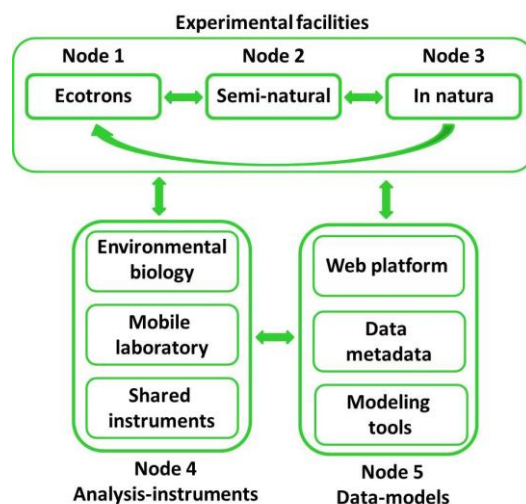 Experimental facilities
Node 1 Node 2 Node 3
Ecotrons Semi-natural In natura
Environmental
biology
Mobile
laboratory
Shared
instruments
Node 4
Analysis-instruments
Web platform
Data
metadata
Modeling
tools
Node 5
Data-models